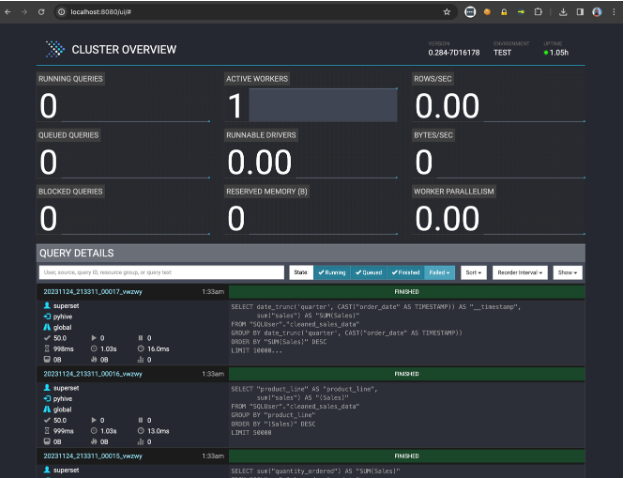 localhost:8080/ui/#
CLUSTER OVERVIEW
VERSION
0.284-7D16178
ENVIRONMENT
TEST
UPTIME
1.05h
RUNNING QUERIES
0
ACTIVE WORKERS
1
ROWS/SEC
0.00
QUEUED QUERIES
0
RUNNABLE DRIVERS
0.00
BYTES/SEC
0
BLOCKED QUERIES
0
RESERVED MEMORY (B)
0
WORKER PARALLELISM
0.00
QUERY DETAILS
User, source, query ID, resource group, or query text
State: Running Queued Finished Failed Sort Reorder Interval Show
20231124_213311_00017_vwzwy 1:33am
FINISHED
superset
pyhive
global
50.0 0 0
998ms 1.03s 16.0ms
0B 0B 0
SELECT date_trunc('quarter', CAST("order_date" AS TIMESTAMP)) AS "__timestamp",
sum("sales") AS "SUM(Sales)"
FROM "SQLUser"."cleaned_sales_data"
GROUP BY date_trunc('quarter', CAST("order_date" AS TIMESTAMP))
ORDER BY "SUM(Sales)" DESC
LIMIT 10000...
20231124_213311_00016_vwzwy 1:33am
FINISHED
superset
pyhive
global
50.0 0 0
999ms 1.03s 13.0ms
0B 0B 0
SELECT "product_line" AS "product_line",
sum("sales") AS "(Sales)"
FROM "SQLUser"."cleaned_sales_data"
GROUP BY "product_line"
ORDER BY "(Sales)" DESC
LIMIT 50000
20231124_213311_00015_vwzwy 1:33am
FINISHED
superset
SELECT sum("quantity_ordered") AS "SUM(Sales)"